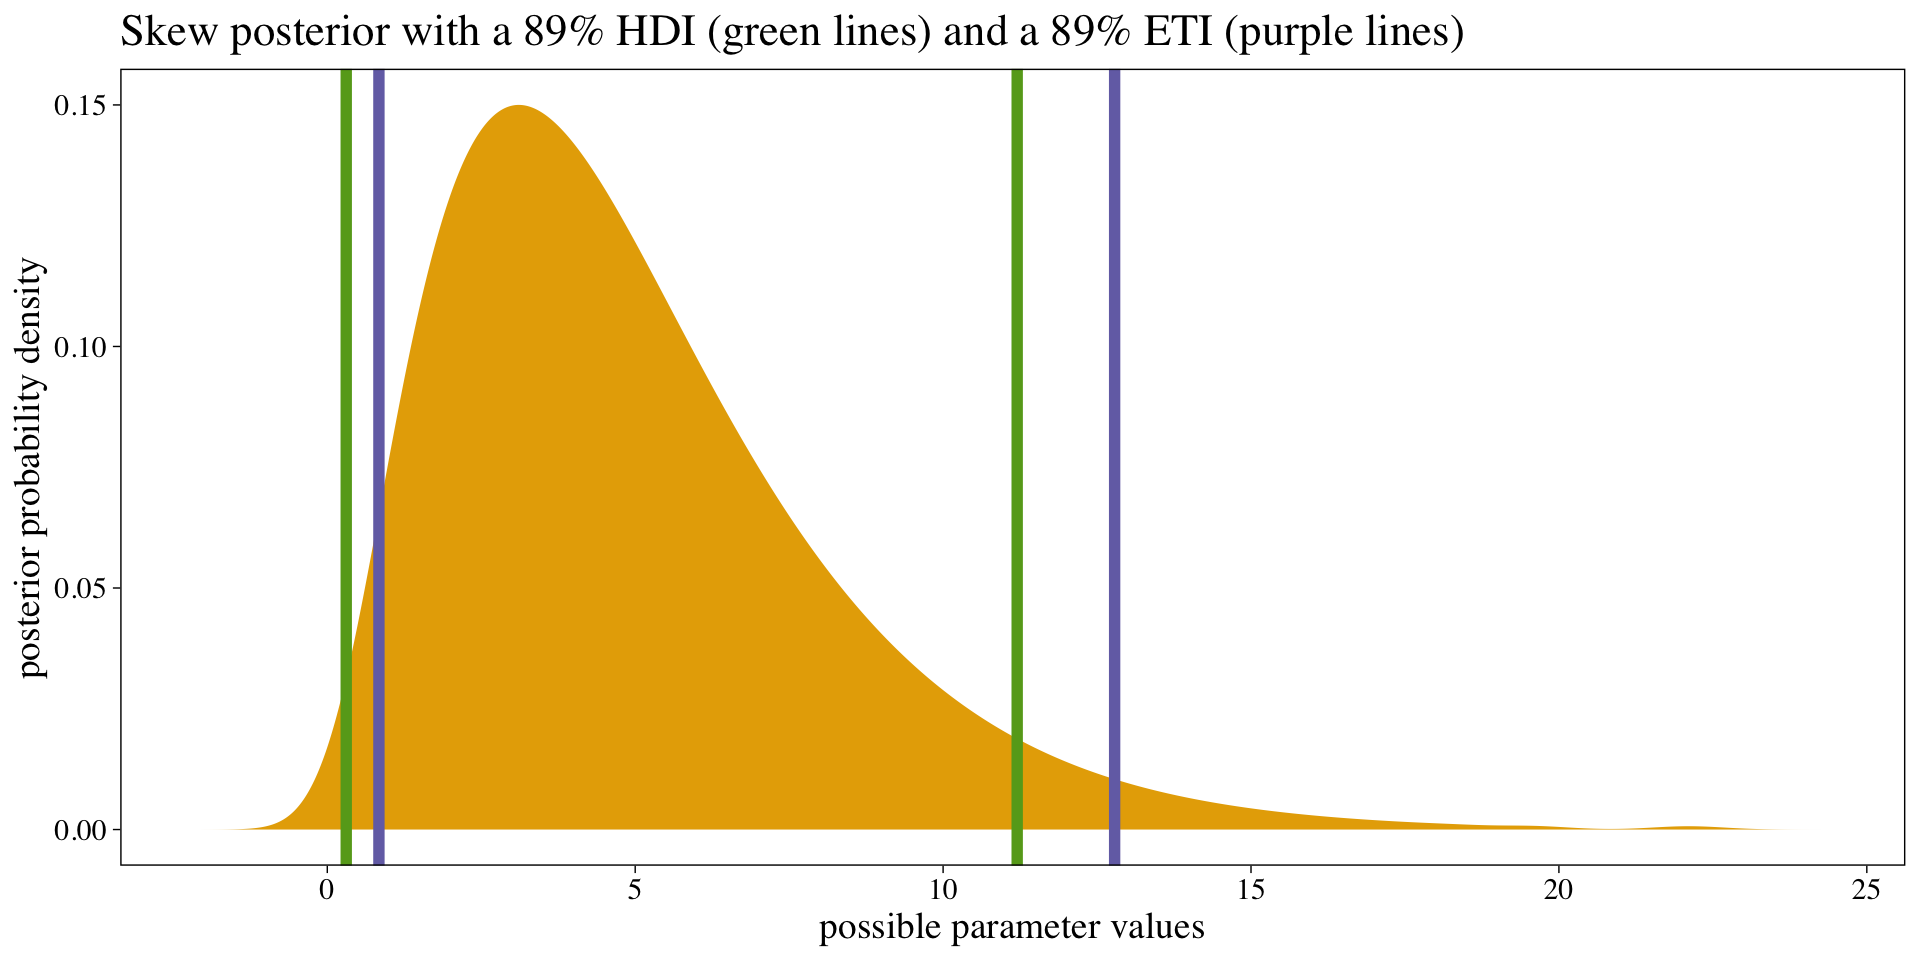 Skew posterior with a 89% HDI (green lines) and a 89% ETI (purple lines)
posterior probability density
0.15
0.10
0.05
0.00
0 5 10 15 20 25
possible parameter values